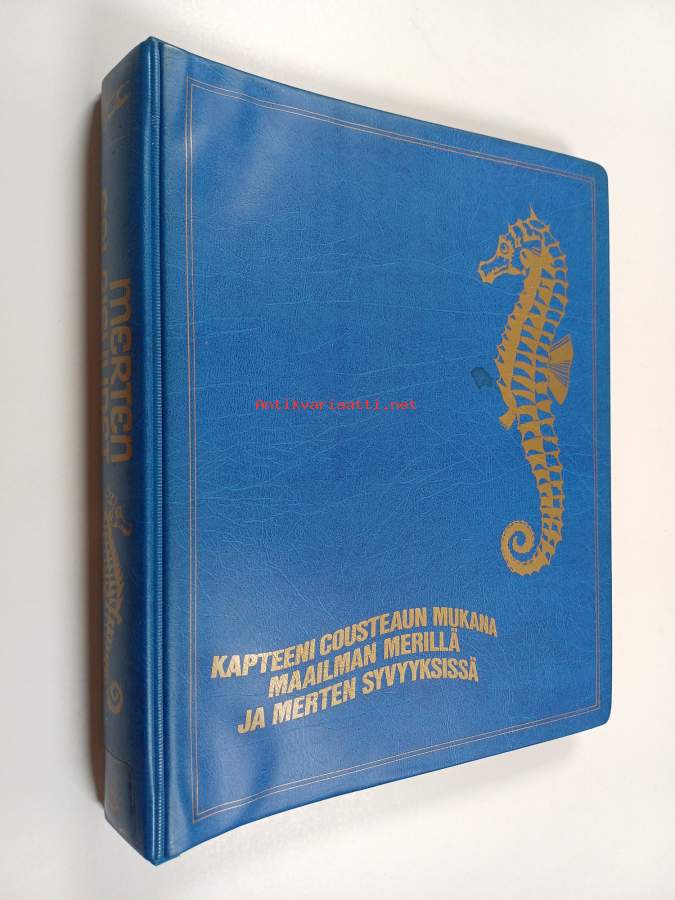 merten
Antikvariaatti.net
KAPTEENI COUSTEAUN MUKANA
MAAILMAN MERILLÄ
JA MERTEN SYVYYKSISSÄ